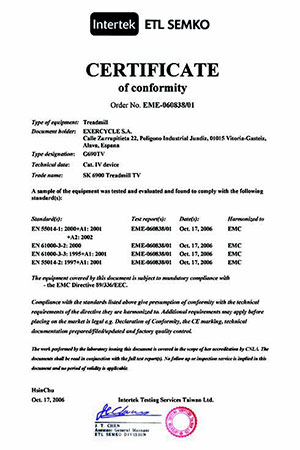 Intertek ETL SEMKO
CERTIFICATE
of conformity
Order No. EME-060838/01
Type of equipment: Treadmill
Document holder: EXERCYCLE S.A.
Calle Zurrupitieta 22, Poligono Industrial Jundiz, 01015 Vitoria-Gasteiz,
Alava, Espana
Type designation: G690TV
Technical data: Cat. IV device
Trade name: SK 6900 Treadmill TV
A sample of the equipment was tested and evaluated and found to comply with the following
standard(s):
Standard(s): Test report(s): Date(s): Harmonized to
EN 55014-1: 2000+A1: 2001 EME-060838/01 Oct. 17, 2006 EMC
+A2: 2002
EN 61000-3-2: 2000 EME-060838/01 Oct. 17, 2006 EMC
EN 61000-3-3: 1995+A1: 2001 EME-060838/01 Oct. 17, 2006 EMC
EN 55014-2: 1997+A1: 2001 EME-060838/01 Oct. 17, 2006 EMC
The equipment covered by this document is subject to mandatory compliance with
- the EMC Directive 89/336/EEC.
Compliance with the standards listed above give presumption of conformity with the technical
requirements of the directive they are harmonized to. Additional requirements may apply before
placing on the market is legal e.g. Declaration of Conformity, the CE marking, technical
documentation prepared/filed/updated and factory quality control.
The work performed by the laboratory issuing this document is covered in the scope of her accreditation by CNLA. The
documents shall be read in conjunction with the full test report(s). No follow up or inspection service is implied in this
document and no period of validity is applicable.
HsinChu
Oct. 17, 2006 Intertek Testing Services Taiwan Ltd.
J. T. CHEN
Assistant General Manager
ETL SEMKO DIVISION